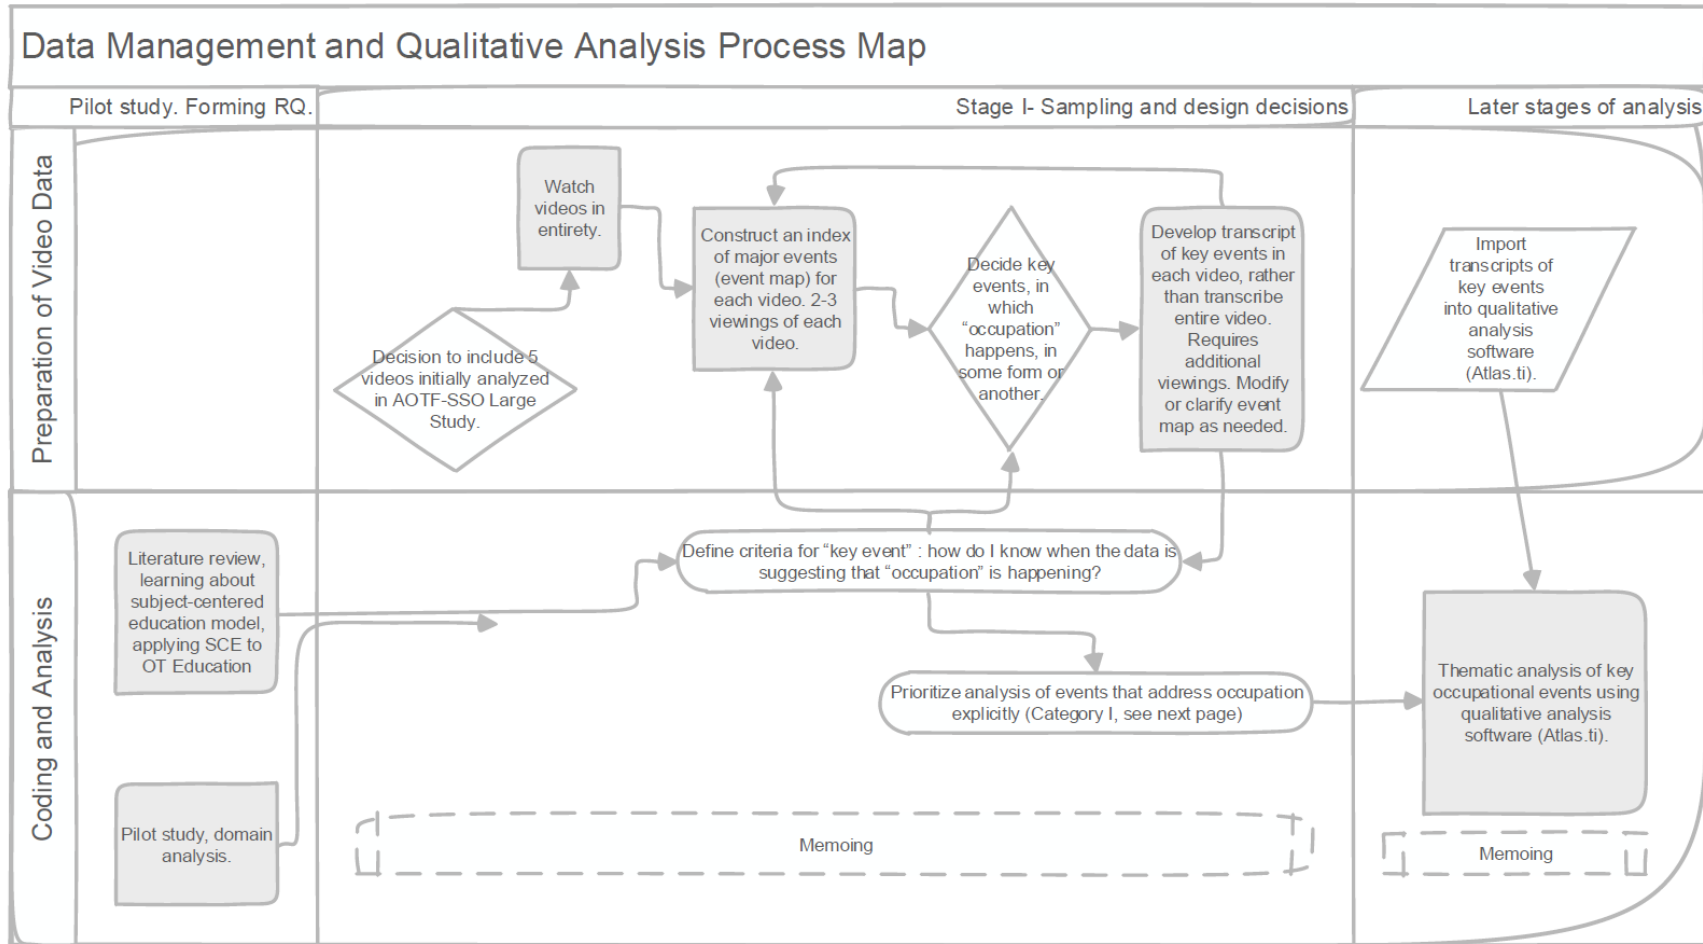 Data Management and Qualitative Analysis Process Map
Pilot study. Forming RQ.
Stage I- Sampling and design decisions
Later stages of analysis
Preparation of Video Data
Watch
videos in
entirety.
Decision to include 5
videos initially analyzed
in AOTF-SSO Large
Study.
Construct an index
of major events
(event map) for
each video. 2-3
viewings of each
video.
Decide key
events, in
which
“occupation”
happens, in
some form or
another.
Develop transcript
of key events in
each video, rather
than transcribe
entire video.
Requires
additional
viewings. Modify
or clarify event
map as needed.
Import
transcripts of
key events
into qualitative
analysis
software
(Atlas.ti).
Coding and Analysis
Literature review,
learning about
subject-centered
education model,
applying SCE to
OT Education
Pilot study, domain
analysis.
Define criteria for “key event” : how do I know when the data is
suggesting that “occupation” is happening?
Prioritize analysis of events that address occupation
explicitly (Category I, see next page)
Thematic analysis of key
occupational events using
qualitative analysis
software (Atlas.ti).
Memoing
Memoing